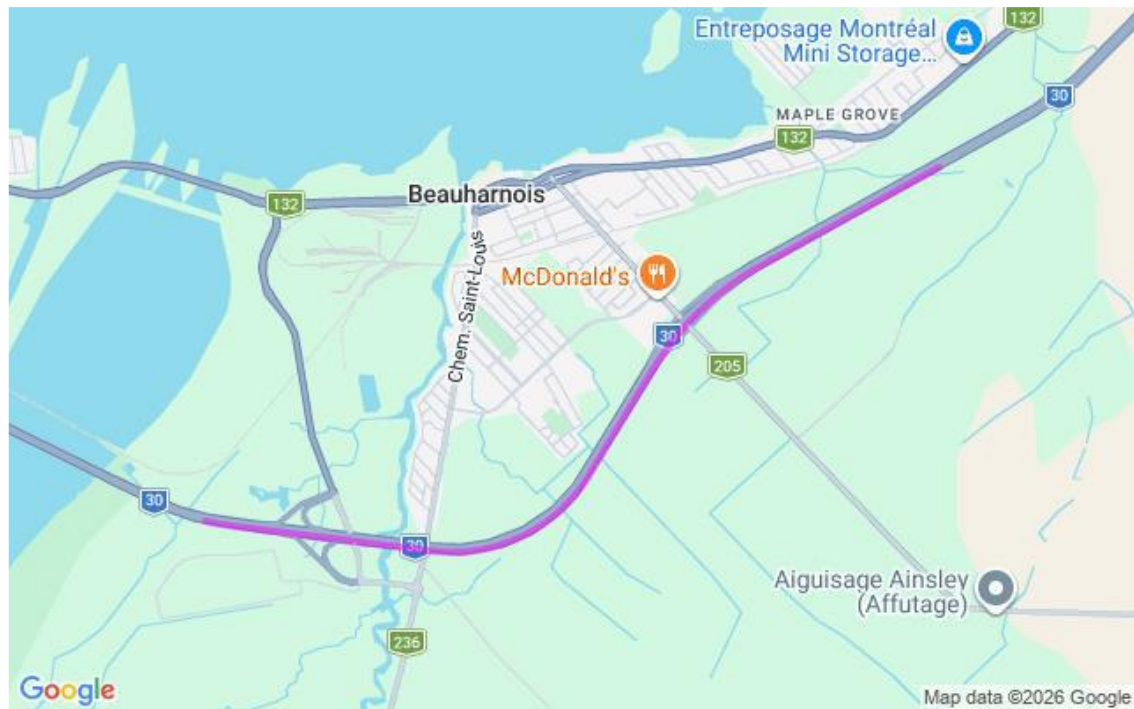 132
Entreposage Montréal
Mini Storage...
30
MAPLE GROVE
132
Beauharnois
132
McDonald's
Chem. Saint-Louis
30
205
30
30
Aiguisage Ainsley
(Affutage)
236
Google
Map data ©2026 Google